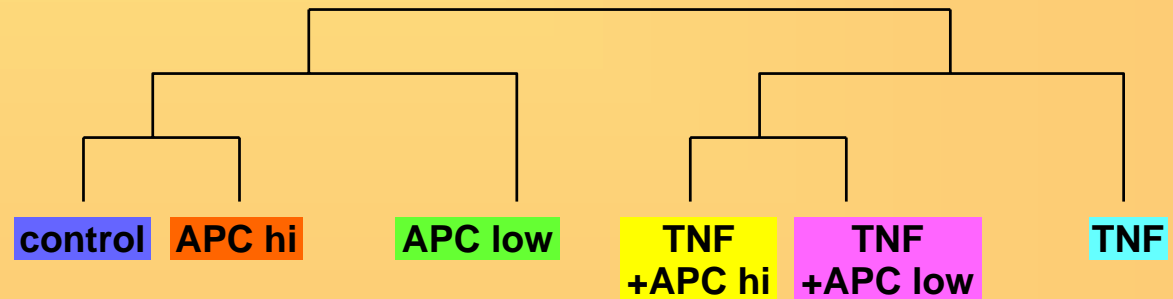 control
APC hi
APC low
TNF
+APC hi
TNF
+APC low
TNF